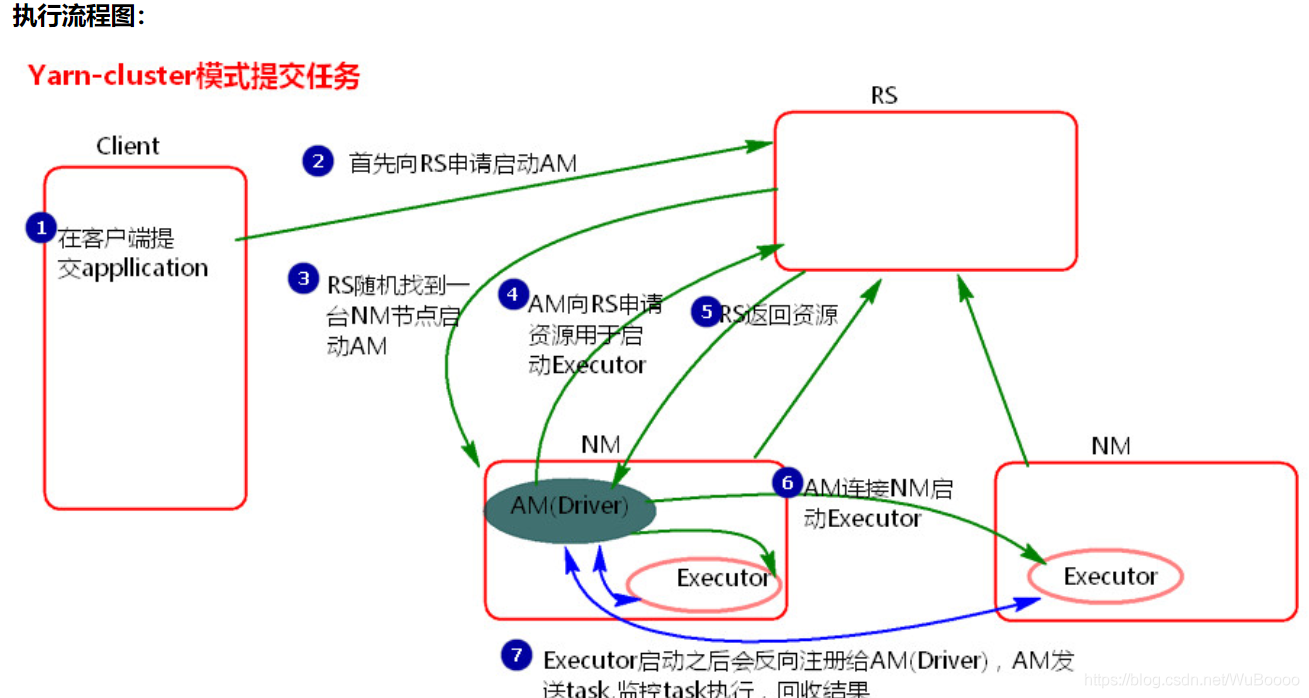 执行流程图：
Yarn-cluster模式提交任务
RS
Client
2 首先向RS申请启动AM
1 在客户端提
交appllication
3 RS随机找到一
台NM节点启
动AM
4 AM向RS申请
资源用于启
动Executor
5 RS返回资源
NM
NM
AM(Driver)
6 AM连接NM启
动Executor
Executor
Executor
7 Executor启动之后会反向注册给AM(Driver)，AM发
送task,监控task执行，回收结果
https://blog.csdn.net/WuBoooo